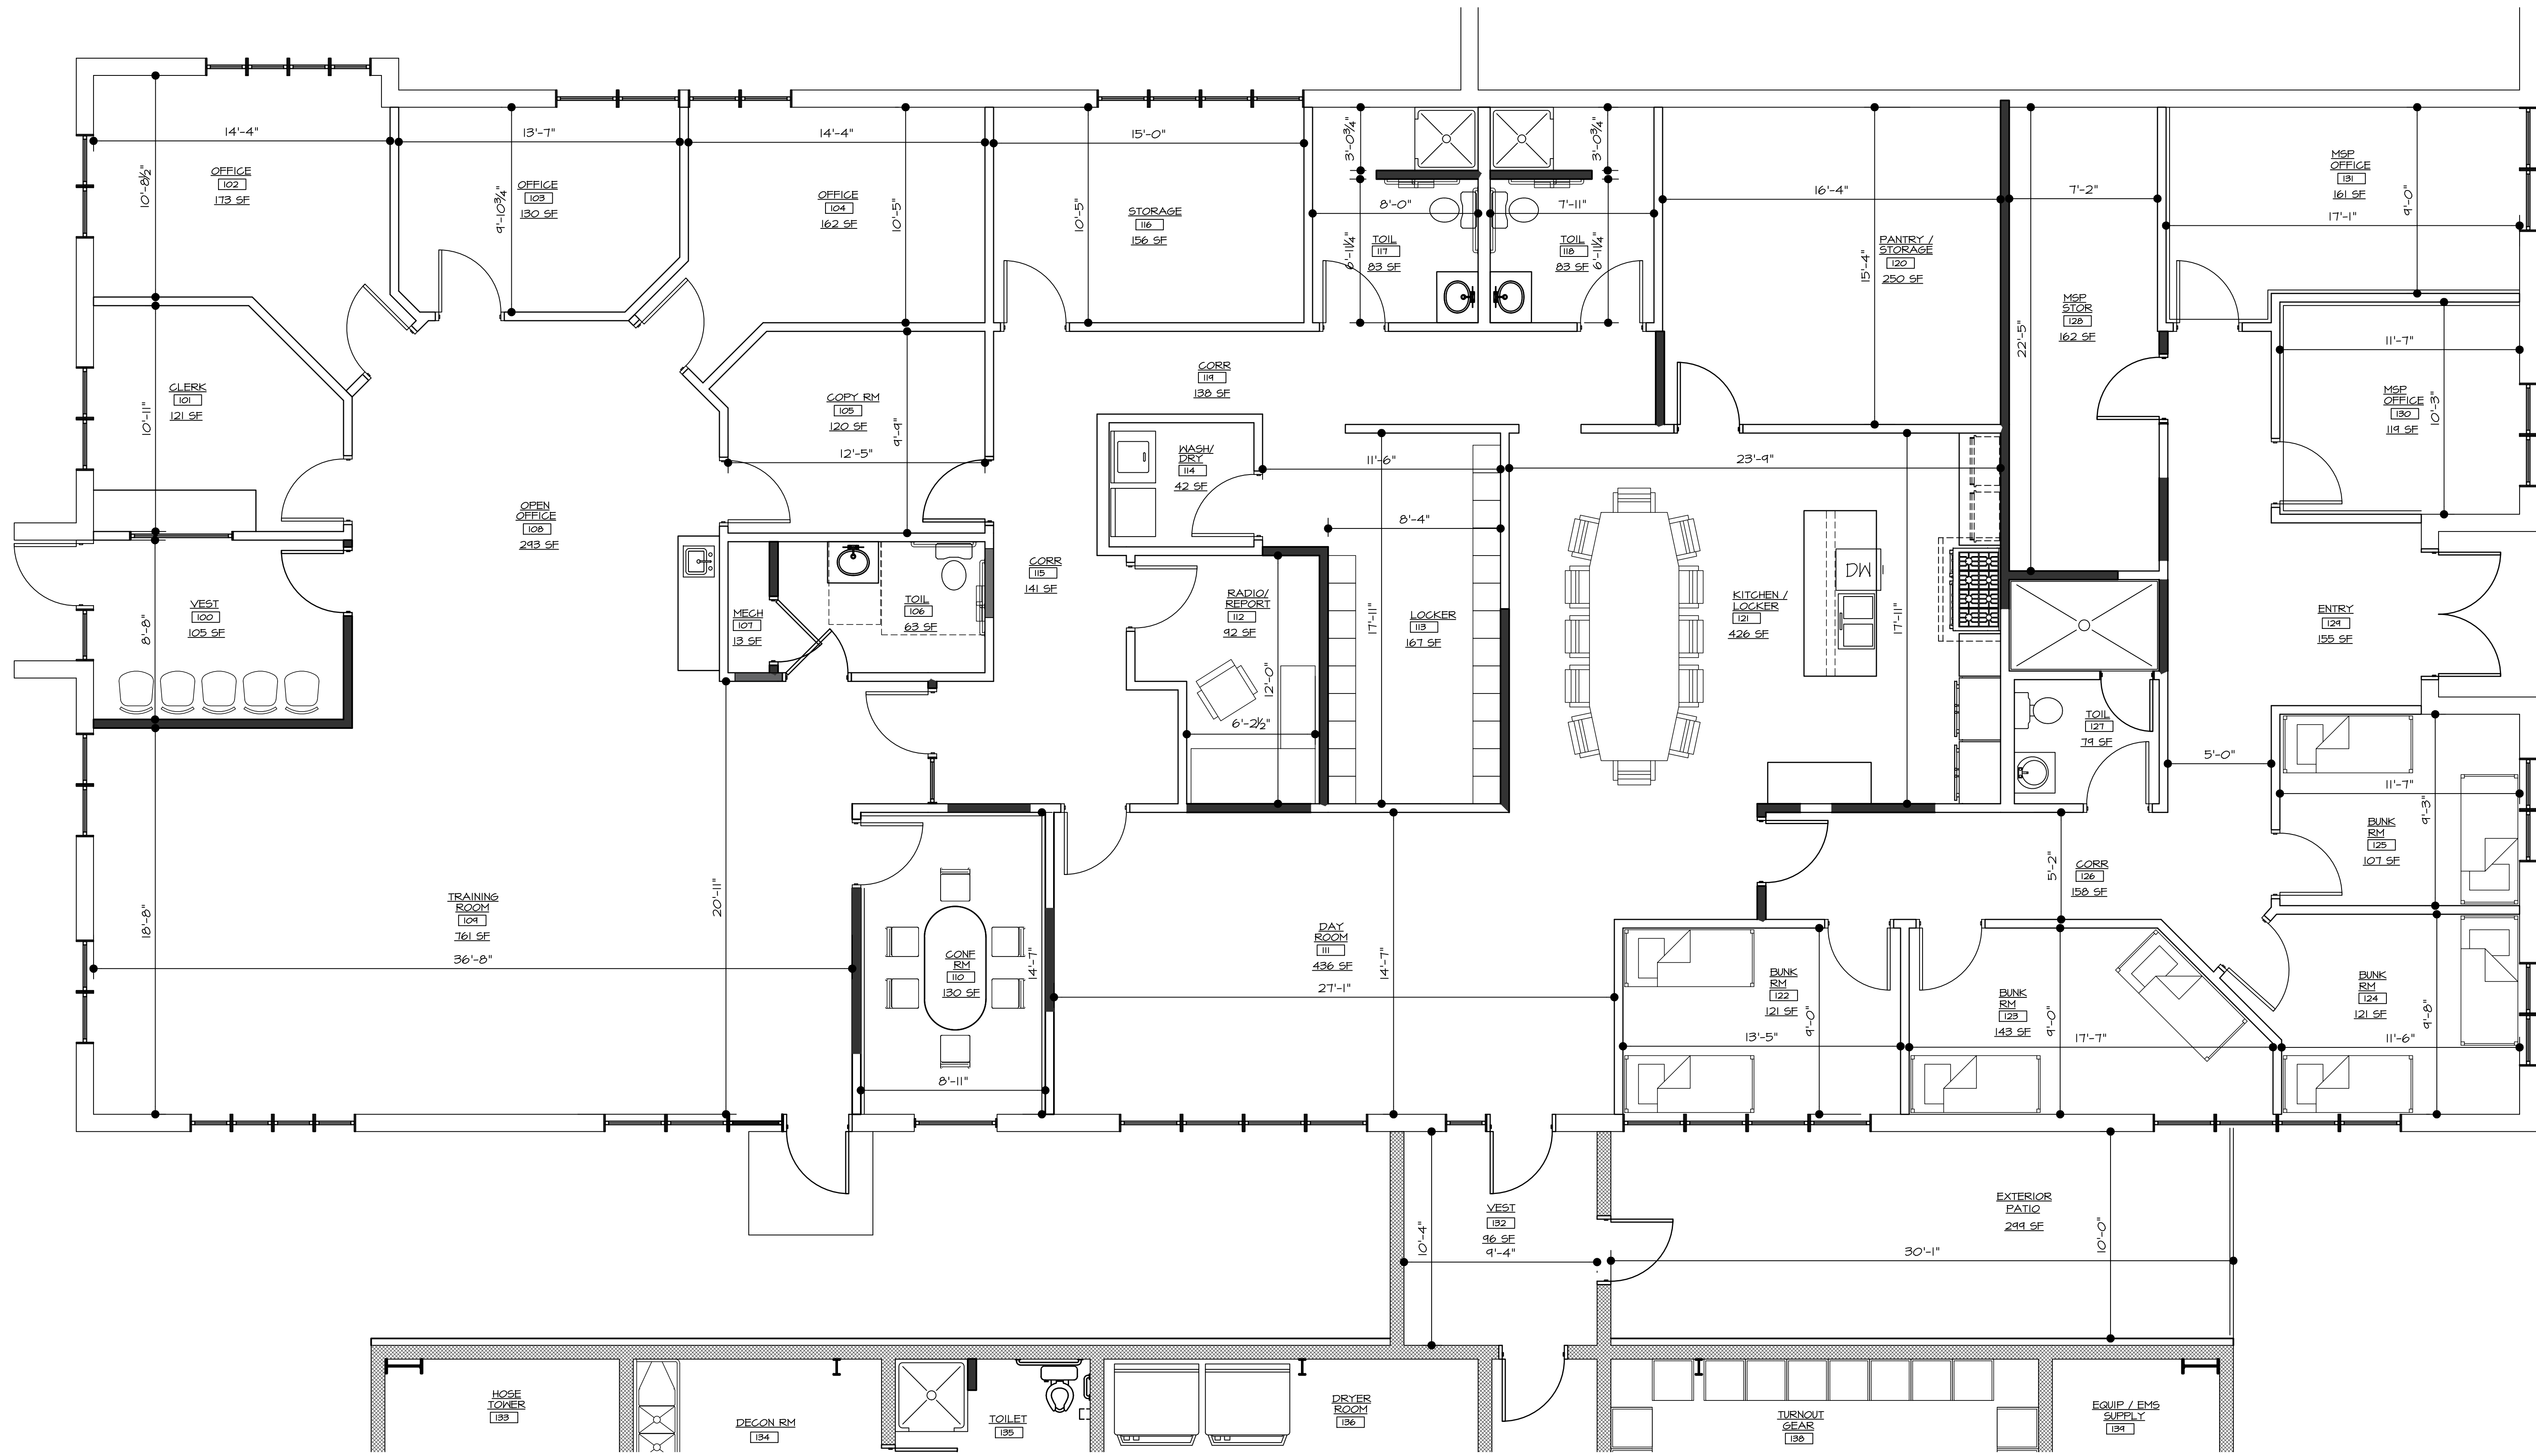 14'-4"
10'-8½"
OFFICE
102
173 SF
13'-7"
9'-10¾"
OFFICE
103
130 SF
14'-4"
10'-5"
OFFICE
104
162 SF
15'-0"
10'-5"
STORAGE
116
156 SF
3'-0¾"
8'-0"
6'-11¼"
TOIL
117
83 SF
3'-0¾"
7'-11"
6'-11¼"
TOIL
118
83 SF
16'-4"
15'-4"
PANTRY /
STORAGE
120
250 SF
7'-2"
22'-5"
MSP
STOR
128
162 SF
MSP
OFFICE
131
161 SF
9'-0"
17'-1"
11'-7"
MSP
OFFICE
130
119 SF
10'-3"
CLERK
101
121 SF
10'-11"
COPY RM
105
120 SF
9'-9"
12'-5"
CORR
119
138 SF
WASH/
DRY
114
42 SF
11'-6"
8'-4"
23'-9"
OPEN
OFFICE
108
293 SF
VEST
100
105 SF
8'-8"
MECH
107
13 SF
TOIL
106
63 SF
CORR
115
141 SF
RADIO/
REPORT
112
92 SF
12'-0"
6'-2½"
17'-11"
LOCKER
113
167 SF
KITCHEN /
LOCKER
121
426 SF
17'-11"
DW
ENTRY
129
155 SF
TOIL
127
79 SF
5'-0"
11'-7"
9'-3"
BUNK
RM
125
107 SF
TRAINING
ROOM
109
761 SF
18'-8"
20'-11"
36'-8"
CONF
RM
110
130 SF
14'-7"
8'-11"
DAY
ROOM
111
436 SF
14'-7"
27'-1"
5'-2"
CORR
126
158 SF
BUNK
RM
122
121 SF
9'-0"
13'-5"
BUNK
RM
123
143 SF
9'-0"
17'-7"
BUNK
RM
124
121 SF
9'-8"
11'-6"
VEST
132
96 SF
9'-4"
10'-4"
EXTERIOR
PATIO
299 SF
10'-0"
30'-1"
HOSE
TOWER
133
DECON RM
134
TOILET
135
DRYER
ROOM
136
TURNOUT
GEAR
138
EQUIP / EMS
SUPPLY
139